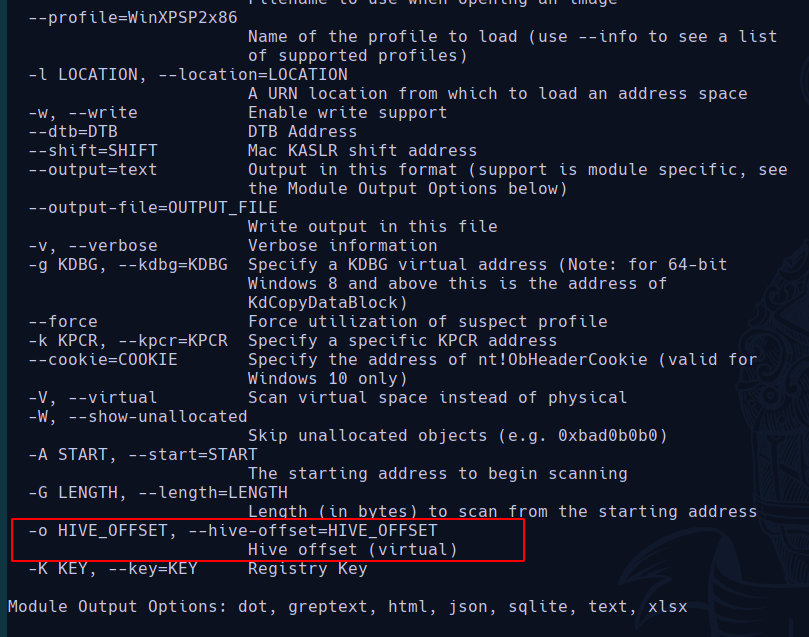 Filename to use when opening an image
--profile=WinXPSP2x86
Name of the profile to load (use --info to see a list
of supported profiles)
-l LOCATION, --location=LOCATION
A URN location from which to load an address space
-w, --write Enable write support
--dtb=DTB DTB Address
--shift=SHIFT Mac KASLR shift address
--output=text Output in this format (support is module specific, see
the Module Output Options below)
--output-file=OUTPUT_FILE
Write output in this file
-v, --verbose Verbose information
-g KDBG, --kdbg=KDBG Specify a KDBG virtual address (Note: for 64-bit
Windows 8 and above this is the address of
KdCopyDataBlock)
--force Force utilization of suspect profile
-k KPCR, --kpcr=KPCR Specify a specific KPCR address
--cookie=COOKIE Specify the address of nt!ObHeaderCookie (valid for
Windows 10 only)
-V, --virtual Scan virtual space instead of physical
-W, --show-unallocated
Skip unallocated objects (e.g. 0xbad0b0b0)
-A START, --start=START
The starting address to begin scanning
-G LENGTH, --length=LENGTH
Length (in bytes) to scan from the starting address
-o HIVE_OFFSET, --hive-offset=HIVE_OFFSET
Hive offset (virtual)
-K KEY, --key=KEY Registry Key
Module Output Options: dot, greptext, html, json, sqlite, text, xlsx